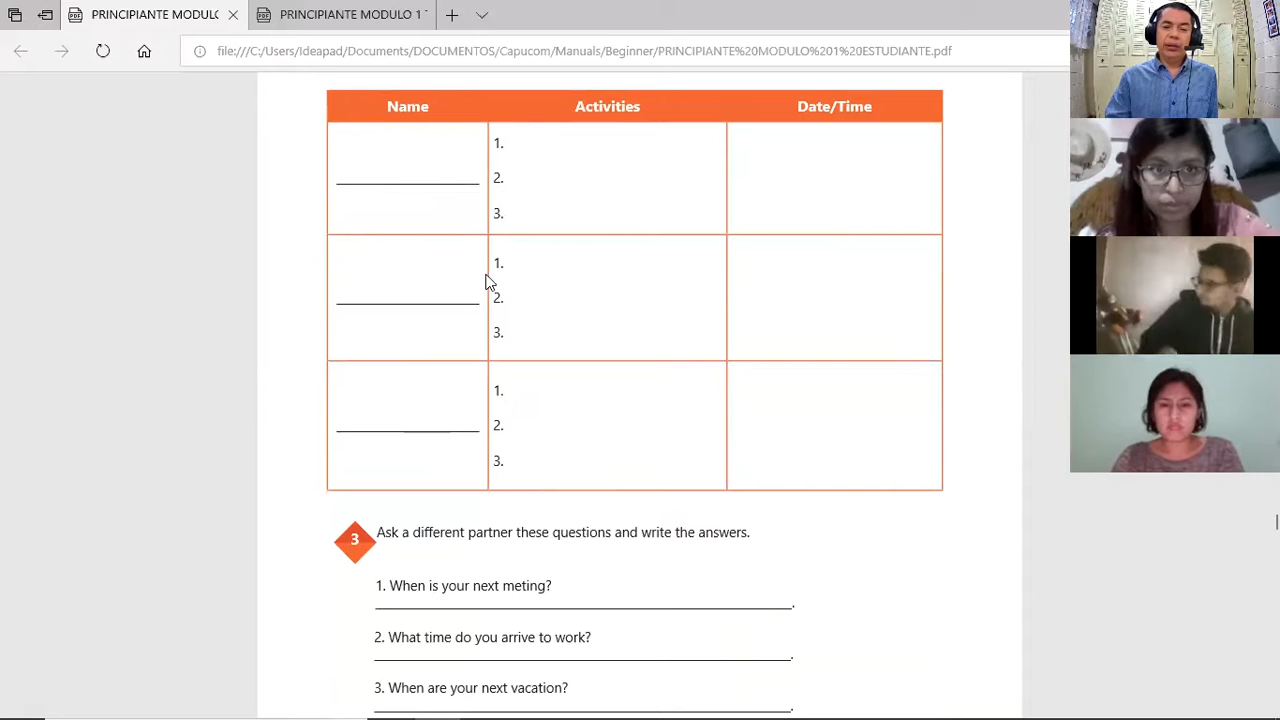 PRINCIPIANTE MODULO
PRINCIPIANTE MODULO 1
file:///C:/Users/Ideapad/Documents/DOCUMENTOS/Capucom/Manuals/Beginner/PRINCIPIANTE%20MODULO%201%20ESTUDIANTE.pdf
Name Activities Date/Time
1.
2.
3.
1.
2.
3.
1.
2.
3.
3 Ask a different partner these questions and write the answers.
1. When is your next meting?
2. What time do you arrive to work?
3. When are your next vacation?